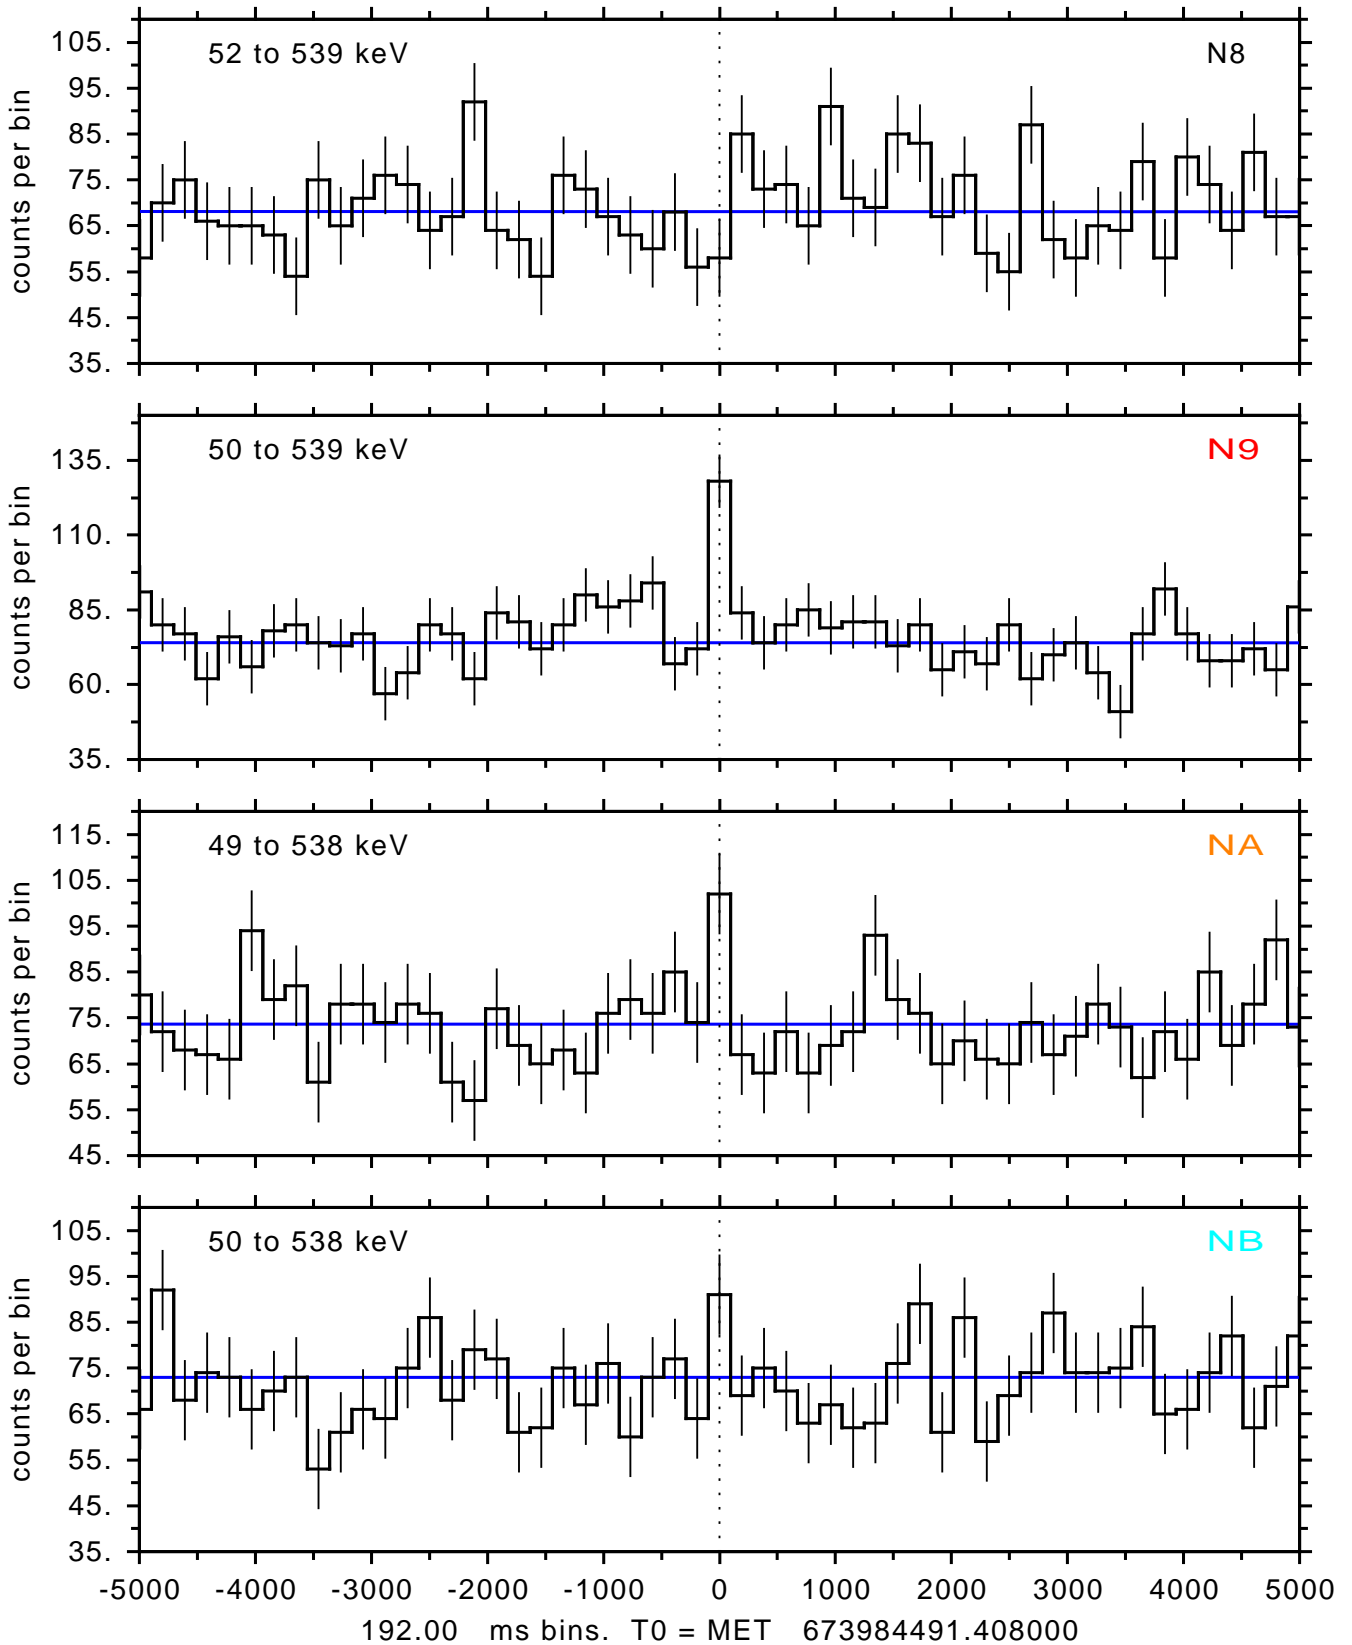 52 to 539 keV N8
105.
95.
85.
75.
65.
55.
45.
35.
counts per bin
50 to 539 keV N9
135.
110.
85.
60.
35.
counts per bin
49 to 538 keV NA
115.
105.
95.
85.
75.
65.
55.
45.
counts per bin
50 to 538 keV NB
105.
95.
85.
75.
65.
55.
45.
35.
counts per bin
-5000 -4000 -3000 -2000 -1000 0 1000 2000 3000 4000 5000
192.00 ms bins. T0 = MET 673984491.408000